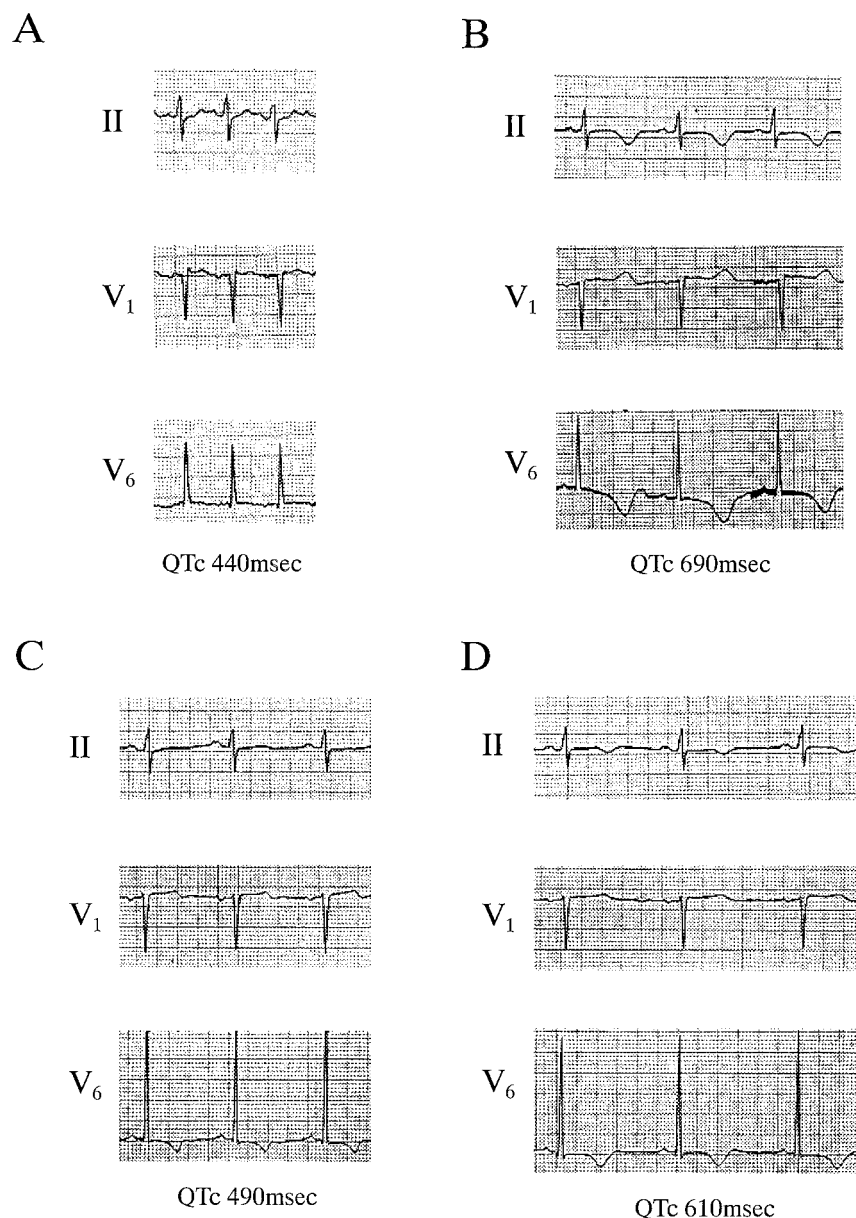 A
II
V₁
V₆
QTc 440msec
B
II
V₁
V₆
QTc 690msec
C
II
V₁
V₆
QTc 490msec
D
II
V₁
V₆
QTc 610msec